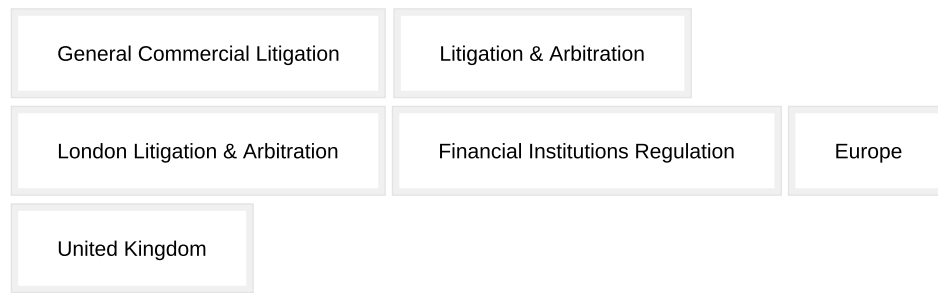 General Commercial Litigation
Litigation & Arbitration
London Litigation & Arbitration
Financial Institutions Regulation
Europe
United Kingdom